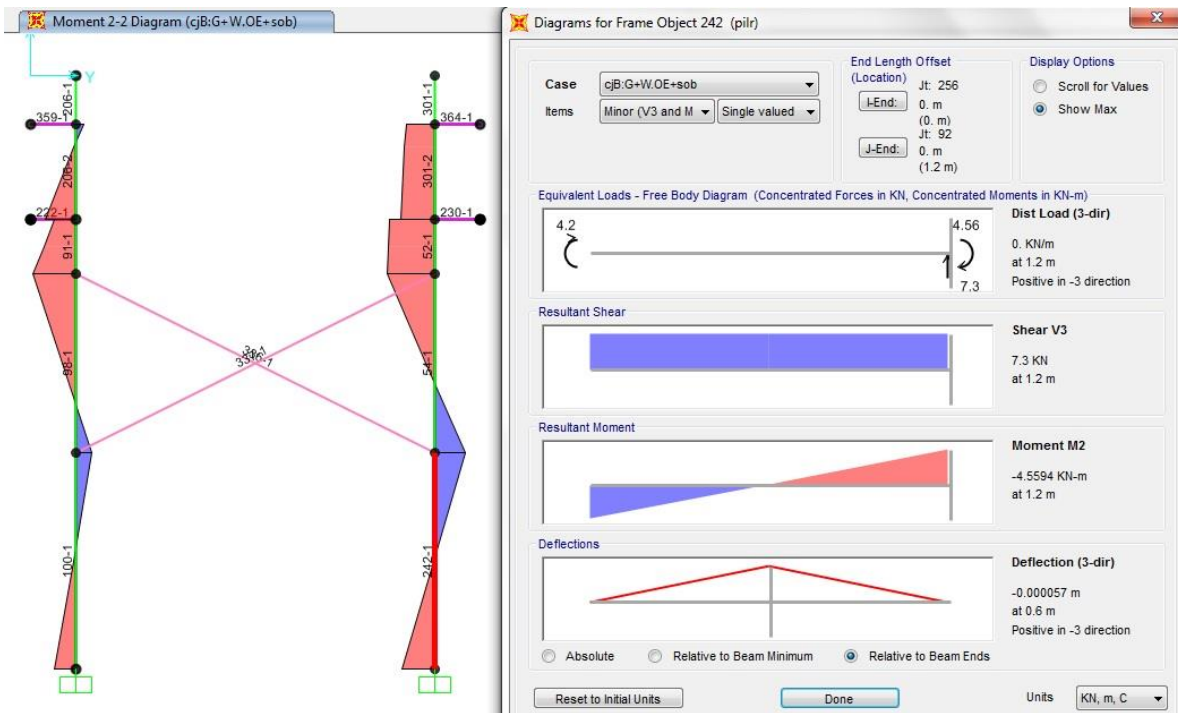 Moment 2-2 Diagram (cjB:G+W.OE+sob)
Y
206-1
301-1
359-1
364-1
301-2
222-1
230-1
91-1
52-1
98-1
54-1
100-1
242-1
Diagrams for Frame Object 242 (pilr)
Case
cjB:G+W.OE+sob
Items
Minor (V3 and M
Single valued
End Length Offset
(Location)
I-End:
Jt: 256
0. m
(0. m)
J-End:
Jt: 92
0. m
(1.2 m)
Display Options
Scroll for Values
Show Max
Equivalent Loads - Free Body Diagram (Concentrated Forces in KN, Concentrated Moments in KN-m)
4.2
4.56
7.3
Dist Load (3-dir)
0. KN/m
at 1.2 m
Positive in -3 direction
Resultant Shear
Shear V3
7.3 KN
at 1.2 m
Resultant Moment
Moment M2
-4.5594 KN-m
at 1.2 m
Deflections
Deflection (3-dir)
-0.000057 m
at 0.6 m
Positive in -3 direction
Absolute
Relative to Beam Minimum
Relative to Beam Ends
Reset to Initial Units
Done
Units
KN, m, C